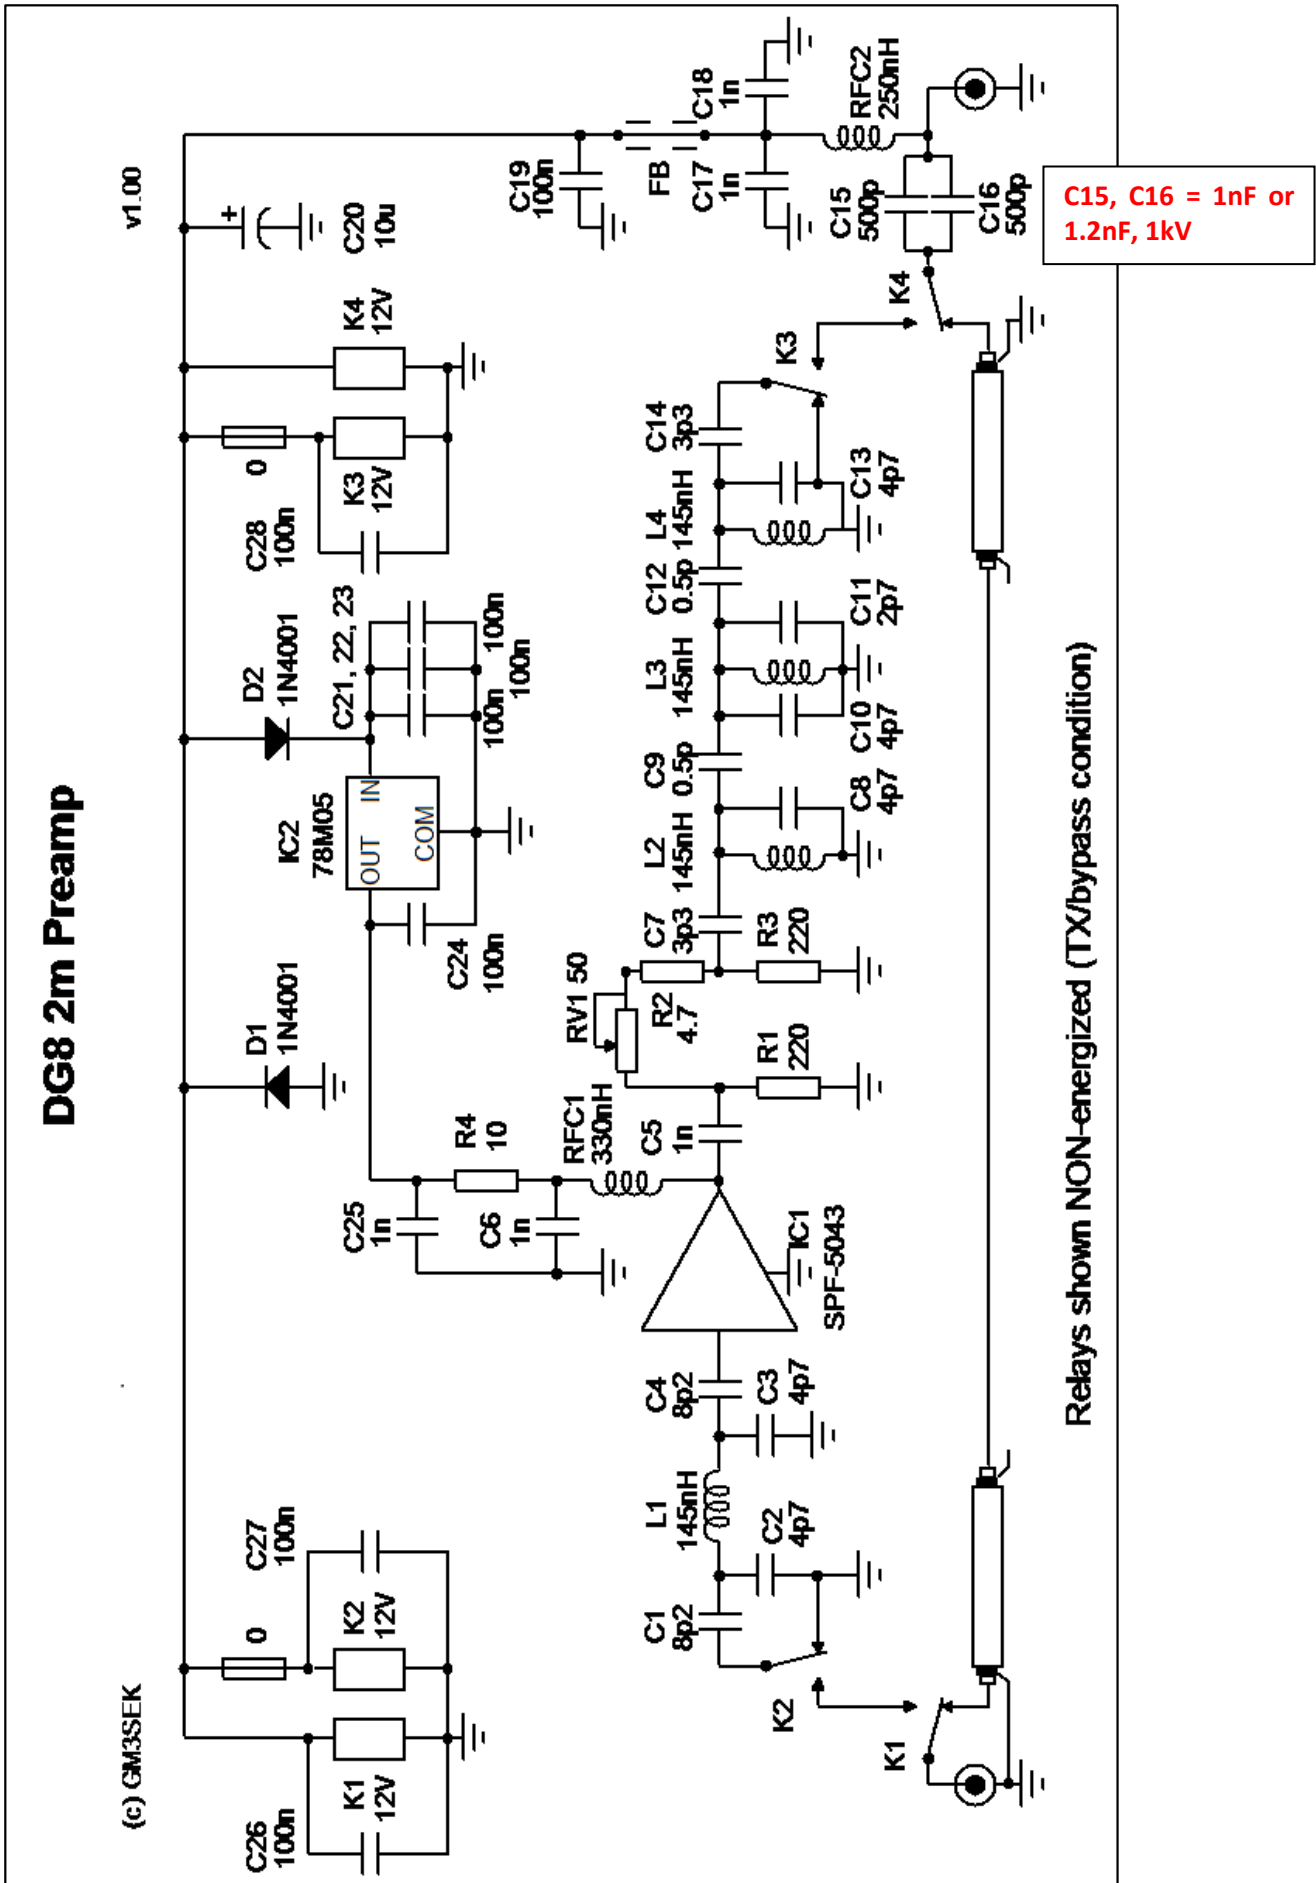 DG8 2m Preamp
(c) GM3SEK
v1.00
C26
100n
K1
12V
0
K2
12V
C27
100n
D1
1N4001
D2
1N4001
IC2
78M05
OUT
IN
COM
C24
100n
C21, 22, 23
100n
100n
100n
C28
100n
0
K3
12V
K4
12V
C20
10u
C19
100n
FB
C17
1n
C18
1n
RFC2
250nH
C15
500p
C16
500p
C15, C16 = 1nF or
1.2nF, 1kV
C25
1n
R4
10
C6
1n
RFC1
330nH
C5
1n
RV1 50
R2
4.7
R1
220
R3
220
C7
3p3
L2
145nH
C8
4p7
C9
0.5p
C10
4p7
L3
145nH
C11
2p7
C12
0.5p
L4
145nH
C13
4p7
C14
3p3
K3
K4
C1
8p2
C2
4p7
L1
145nH
C3
4p7
C4
8p2
IC1
SPF-5043
K2
K1
Relays shown NON-energized (TX/bypass condition)